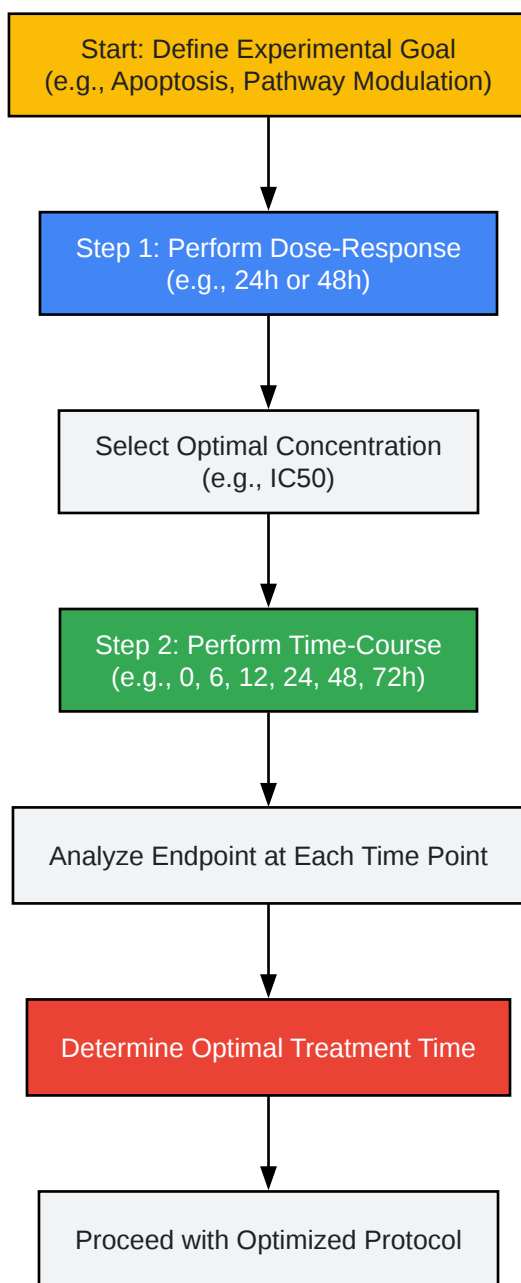 Start: Define Experimental Goal
(e.g., Apoptosis, Pathway Modulation)
Step 1: Perform Dose-Response
(e.g., 24h or 48h)
Select Optimal Concentration
(e.g., IC50)
Step 2: Perform Time-Course
(e.g., 0, 6, 12, 24, 48, 72h)
Analyze Endpoint at Each Time Point
Determine Optimal Treatment Time
Proceed with Optimized Protocol